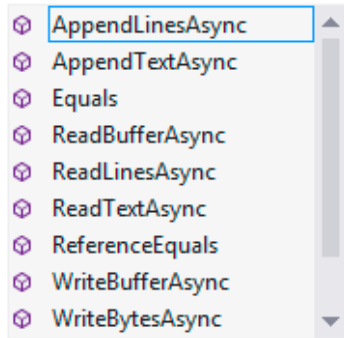 AppendLinesAsync
AppendTextAsync
Equals
ReadBufferAsync
ReadLinesAsync
ReadTextAsync
ReferenceEquals
WriteBufferAsync
WriteBytesAsync